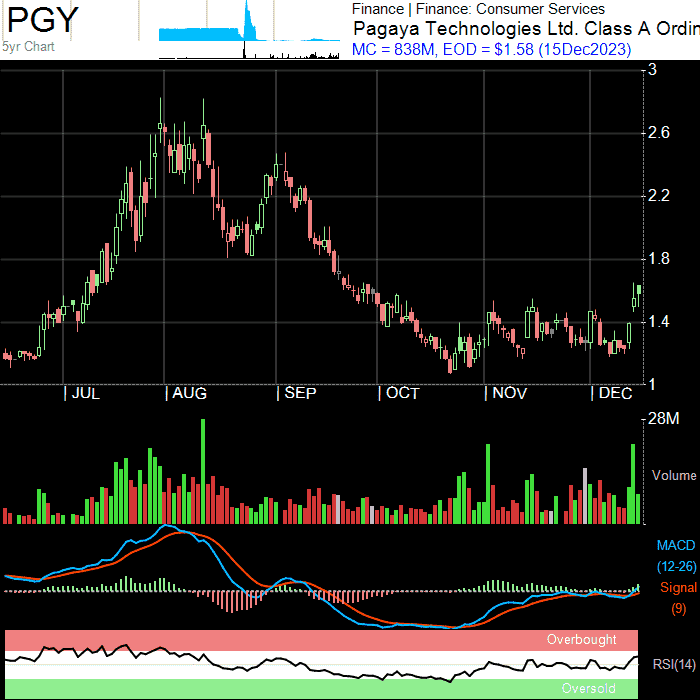 PGY
5yr Chart
Finance | Finance: Consumer Services
Pagaya Technologies Ltd. Class A Ordin
MC = 838M, EOD = $1.58 (15Dec2023)
3
2.6
2.2
1.8
1.4
1
JUL AUG SEP OCT NOV DEC
28M
Volume
MACD
(12-26)
Signal
(9)
Overbought
RSI(14)
Oversold